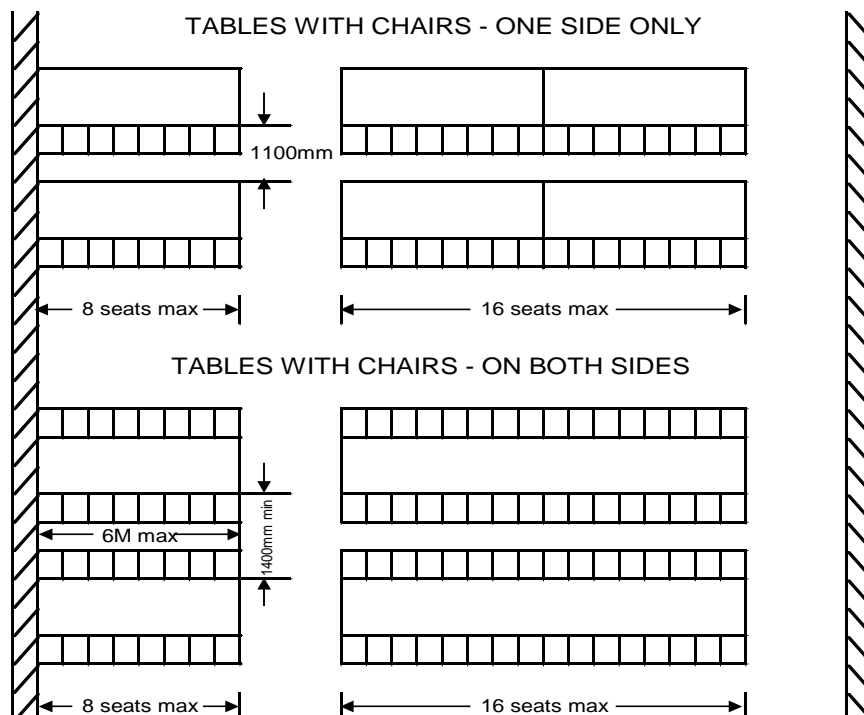 TABLES WITH CHAIRS - ONE SIDE ONLY
1100mm
8 seats max
16 seats max
TABLES WITH CHAIRS - ON BOTH SIDES
6M max
1400mm min
8 seats max
16 seats max